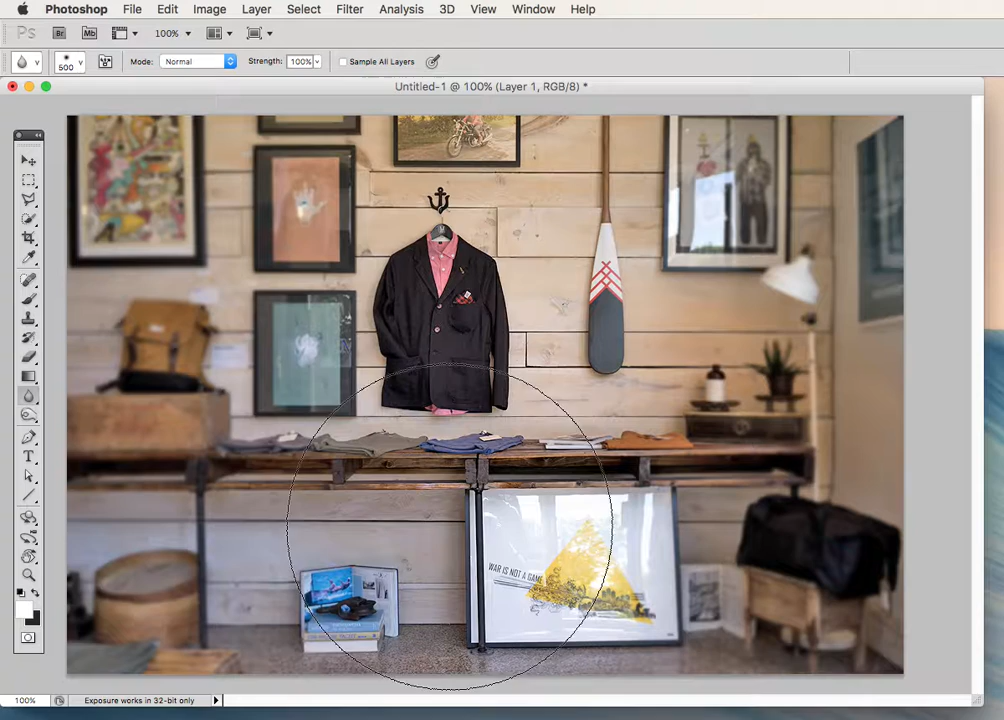 Photoshop File Edit Image Layer Select Filter Analysis 3D View Window Help
Ps Br Mb 100%
500 Mode: Normal Strength: 100% Sample All Layers
Untitled-1 @ 100% (Layer 1, RGB/8) *
WAR IS NOT A GAME
T
100% Exposure works in 32-bit only